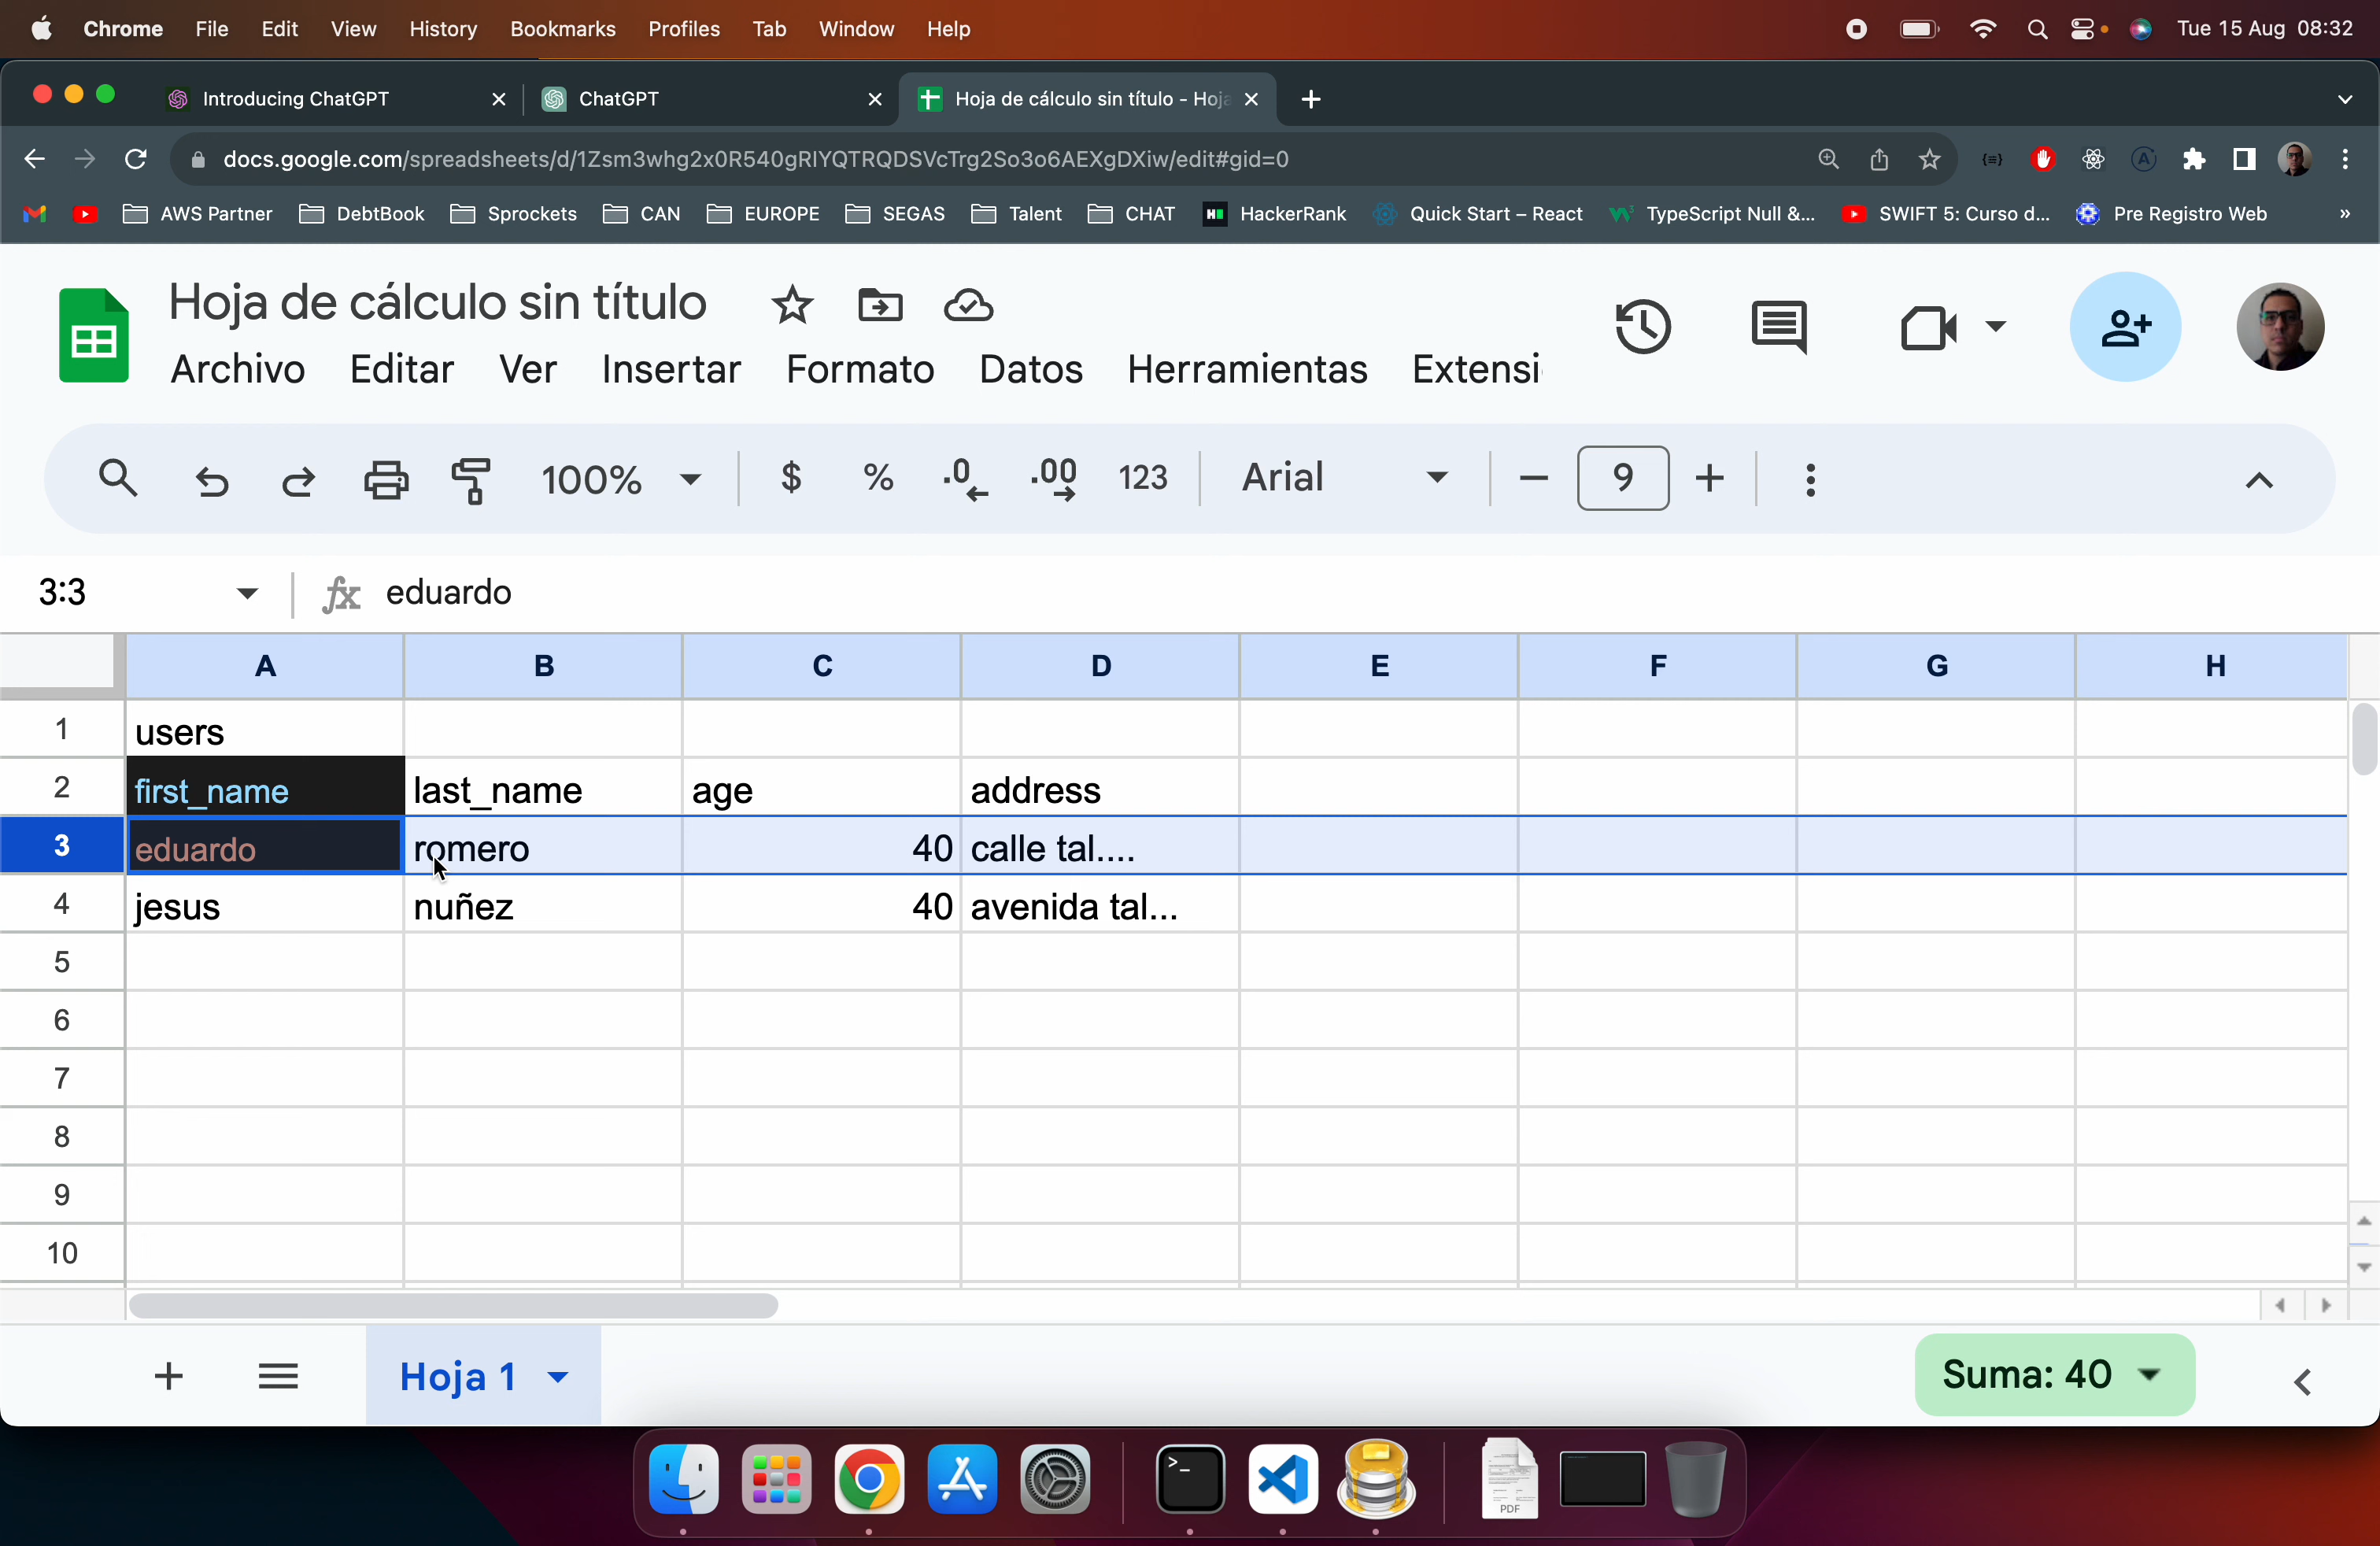 Chrome File Edit View History Bookmarks Profiles Tab Window Help Tue 15 Aug 08:32
Introducing ChatGPT ChatGPT Hoja de cálculo sin título - Hoja
docs.google.com/spreadsheets/d/1Zsm3whg2x0R540gRIYQTRQDSVcTrg2So3o6AEXgDXiw/edit#gid=0
AWS Partner DebtBook Sprockets CAN EUROPE SEGAS Talent CHAT HackerRank Quick Start – React TypeScript Null &... SWIFT 5: Curso d... Pre Registro Web »
Hoja de cálculo sin título
Archivo Editar Ver Insertar Formato Datos Herramientas Extensi
100% $ % .0 .00 123 Arial 9
3:3 fx eduardo
A B C D E F G H
1 users
2 first_name last_name age address
3 eduardo romero 40 calle tal....
4 jesus nuñez 40 avenida tal...
5
6
7
8
9
10
Hoja 1 Suma: 40
PDF